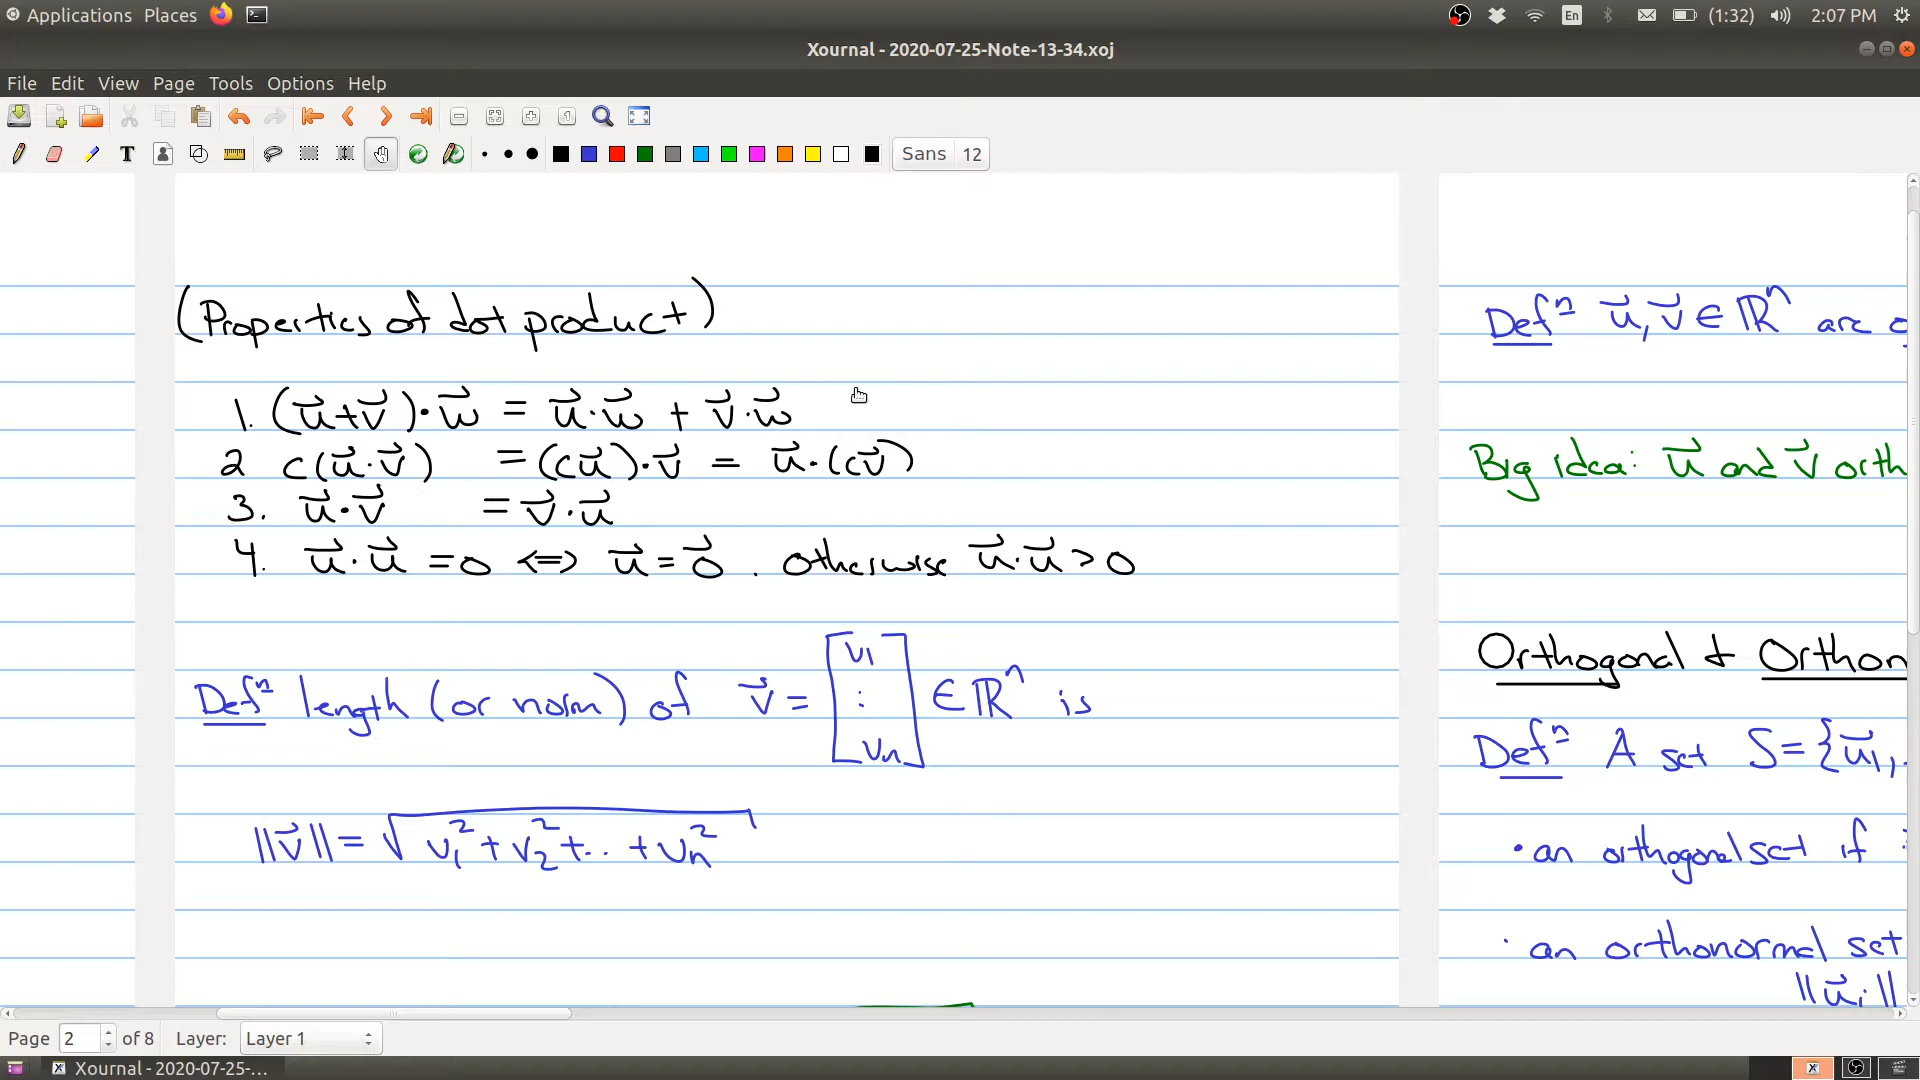 Applications Places En (1:32) 2:07 PM
Xournal - 2020-07-25-Note-13-34.xoj
File Edit View Page Tools Options Help
T Sans 12
(Properties of dot product)
1. (u⃗+v⃗)·w⃗ = u⃗·w⃗ + v⃗·w⃗
2 c(u⃗·v⃗) = (cu⃗)·v⃗ = u⃗·(cv⃗)
3. u⃗·v⃗ = v⃗·u⃗
4. u⃗·u⃗ = 0 ⟺ u⃗ = 0⃗. Otherwise u⃗·u⃗ > 0
Defⁿ length (or norm) of v⃗ = [v₁ ⋮ vₙ] ∈ ℝⁿ is
||v⃗|| = √(v₁² + v₂² + ... + vₙ²)
Defⁿ u⃗, v⃗ ∈ ℝⁿ are
Big idea: u⃗ and v⃗ orth
Orthogonal & Orthon
Defⁿ A set S = {u⃗₁,
• an orthogonal set if
• an orthonormal set
||u⃗ᵢ||
Page 2 of 8 Layer: Layer 1
Xournal - 2020-07-25-...